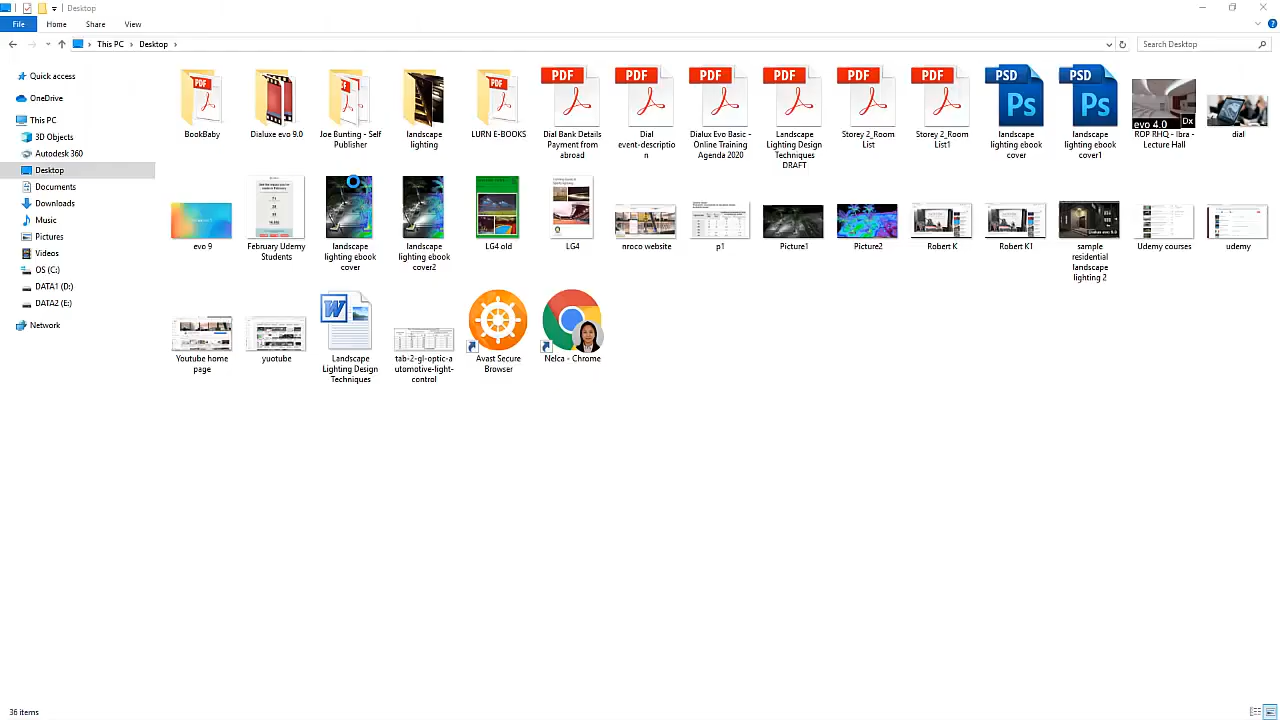 Desktop
File Home Share View
This PC Desktop Search Desktop
Quick access
OneDrive
This PC
3D Objects
Autodesk 360
Desktop
Documents
Downloads
Music
Pictures
Videos
OS (C:)
DATA1 (D:)
DATA2 (E:)
Network
BookBaby
Dialuxe evo 9.0
Joe Bunting - Self
Publisher
landscape
lighting
LURN E-BOOKS
Dial Bank Details
Payment from
abroad
Dial
event-descriptio
n
Dialux Evo Basic -
Online Training
Agenda 2020
Landscape
Lighting Design
Techniques
DRAFT
Storey 2_Room
List
Storey 2_Room
List1
landscape
lighting ebook
cover
landscape
lighting ebook
cover1
ROP RHQ - Ibra -
Lecture Hall
dial
evo 9
February Udemy
Students
landscape
lighting ebook
cover
landscape
lighting ebook
cover2
LG4 old
LG4
nroco website
p1
Picture1
Picture2
Robert K
Robert K1
sample
residential
landscape
lighting 2
Udemy courses
udemy
Youtube home
page
yuotube
Landscape
Lighting Design
Techniques
tab-2-gl-optic-a
utomotive-light-
control
Avast Secure
Browser
Nelca - Chrome
PDF
PDF
PDF
PDF
PDF
PDF
PSD
Ps
PSD
Ps
evo 4.0 Dx
36 items